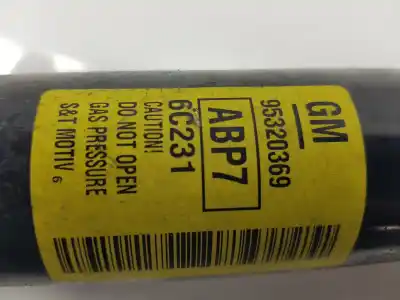 GM
95320369
ABP7
6C231
CAUTION!
DO NOT OPEN
GAS PRESSURE
S&T MOTIV 6